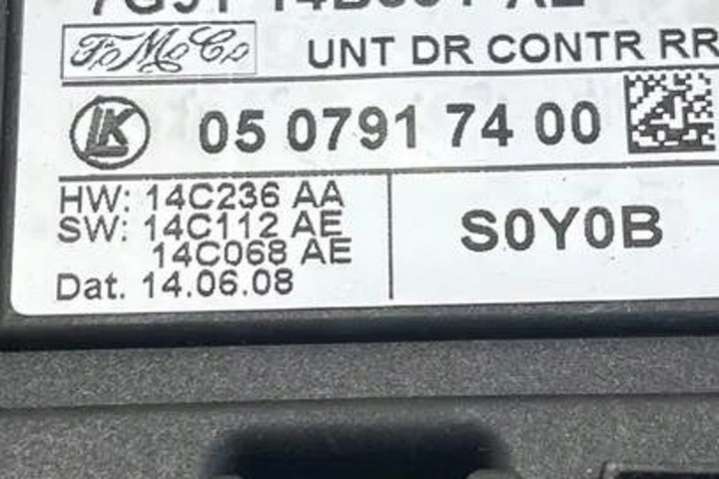 FoMoCo UNT DR CONTR RR
LK 05 0791 74 00
HW: 14C236 AA
SW: 14C112 AE
14C068 AE
Dat. 14.06.08
S0Y0B